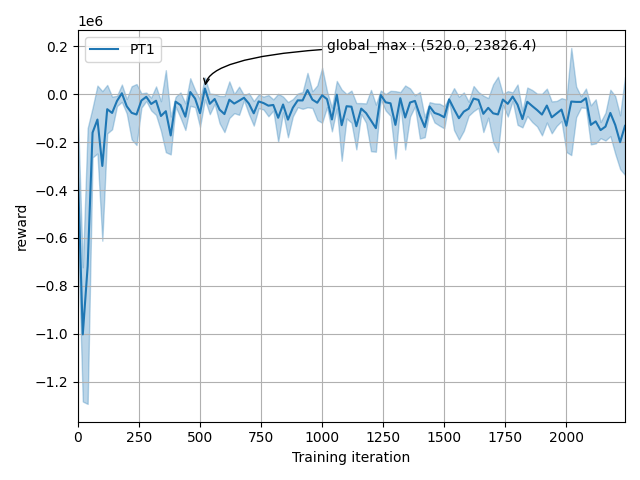 1e6
PT1
global_max : (520.0, 23826.4)
0.2
0.0
−0.2
−0.4
−0.6
−0.8
−1.0
−1.2
reward
0 250 500 750 1000 1250 1500 1750 2000
Training iteration